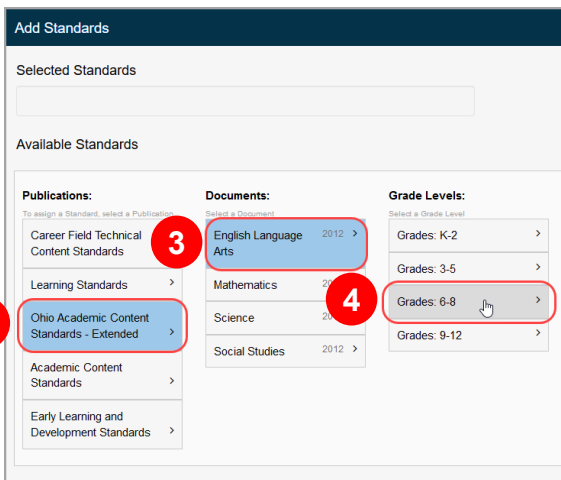 Add Standards
Selected Standards
Available Standards
Publications:
To assign a Standard, select a Publication
Career Field Technical
Content Standards
Learning Standards
Ohio Academic Content
Standards - Extended
Academic Content
Standards
Early Learning and
Development Standards
3
Documents:
Select a Document
English Language 2012
Arts
Mathematics
Science
Social Studies 2012
4
Grade Levels:
Select a Grade Level
Grades: K-2
Grades: 3-5
Grades: 6-8
Grades: 9-12